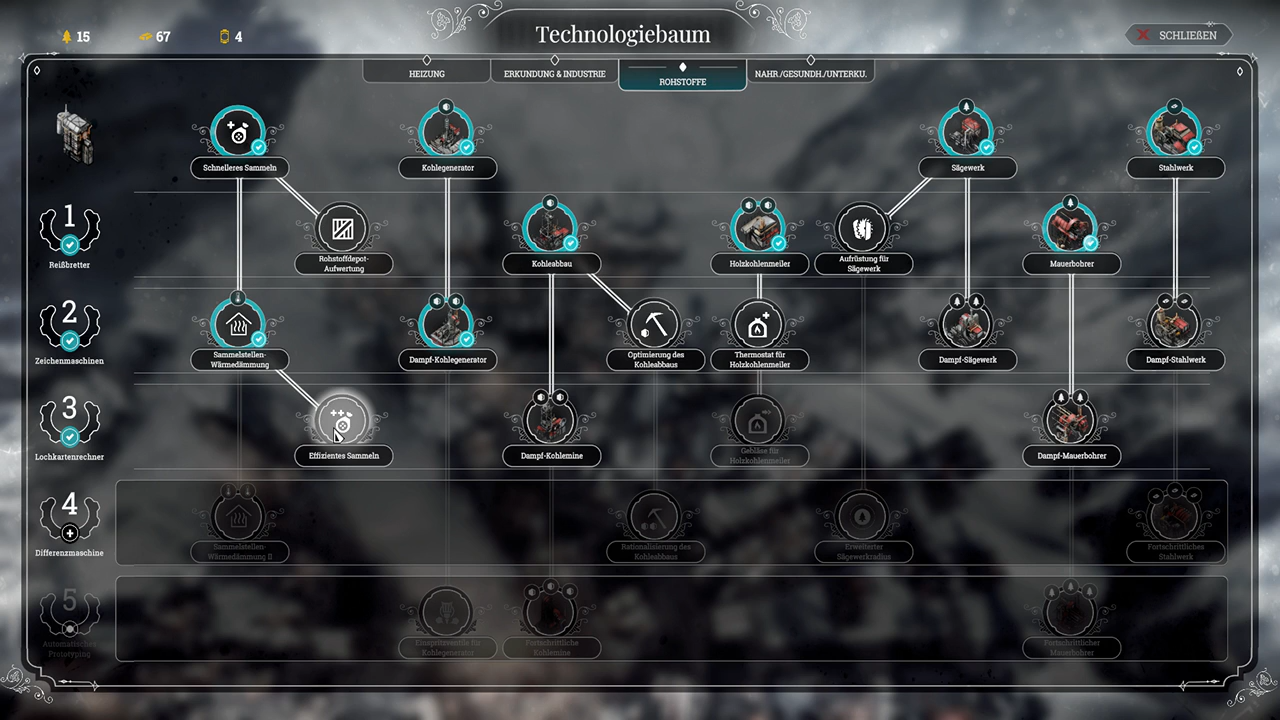 15
67
4
Technologiebaum
SCHLIEẞEN
HEIZUNG
ERKUNDUNG & INDUSTRIE
ROHSTOFFE
NAHR./GESUNDH./UNTERKU.
Schnelleres Sammeln
Kohlegenerator
Sägewerk
Stahlwerk
1
Reißbretter
Rohstoffdepot-
Aufwertung
Kohleabbau
Holzkohlenmeiler
Aufrüstung für
Sägewerk
Mauerbohrer
2
Zeichenmaschinen
Sammelstellen-
Wärmedämmung
Dampf-Kohlegenerator
Optimierung des
Kohleabbaus
Thermostat für
Holzkohlenmeiler
Dampf-Sägewerk
Dampf-Stahlwerk
3
Lochkartenrechner
Effizientes Sammeln
Dampf-Kohlemine
Gebläse für
Holzkohlenmeiler
Dampf-Mauerbohrer
4
Differenzmaschine
Sammelstellen-
Wärmedämmung II
Rationalisierung des
Kohleabbaus
Erweiterter
Sägewerkradius
Fortschrittliches
Stahlwerk
5
Automatisches
Prototyping
Einspritzventile für
Kohlegenerator
Fortschrittliche
Kohlemine
Fortschrittlicher
Mauerbohrer